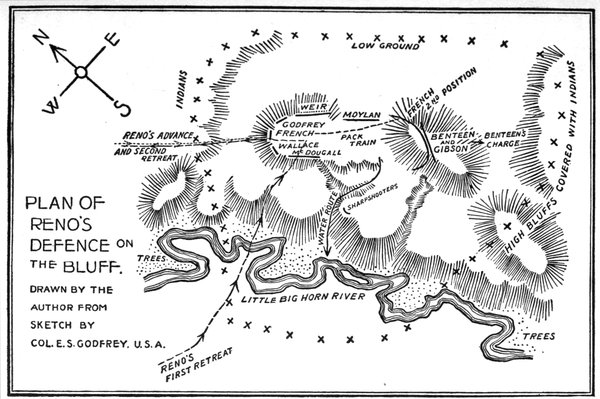 N
E
W
S
LOW GROUND
INDIANS
WEIR
MOYLAN
FRENCH
2ND POSITION
GODFREY
FRENCH
PACK
TRAIN
WALLACE
McDOUGALL
BENTEEN
AND
GIBSON
BENTEEN'S
CHARGE
RENO'S ADVANCE
AND SECOND
RETREAT
SHARPSHOOTERS
WATER ROUTE
HIGH BLUFFS COVERED WITH INDIANS
PLAN OF
RENO'S
DEFENCE ON
THE BLUFF.
DRAWN BY THE
AUTHOR FROM
SKETCH BY
COL. E. S. GODFREY. U.S.A.
TREES
LITTLE BIG HORN RIVER
TREES
RENO'S
FIRST RETREAT